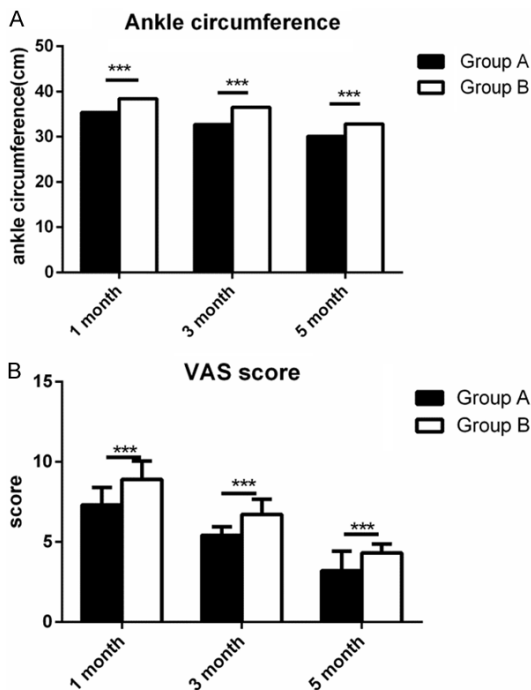 A
Ankle circumference
Group A
Group B
ankle circumference(cm)
50
40
30
20
10
0
***
***
***
1 month
3 month
5 month
B
VAS score
Group A
Group B
score
15
10
5
0
***
***
***
1 month
3 month
5 month